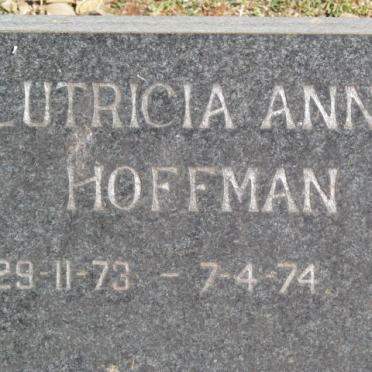 LUTRICIA ANN
HOFFMAN
29-11-73 - 7-4-74